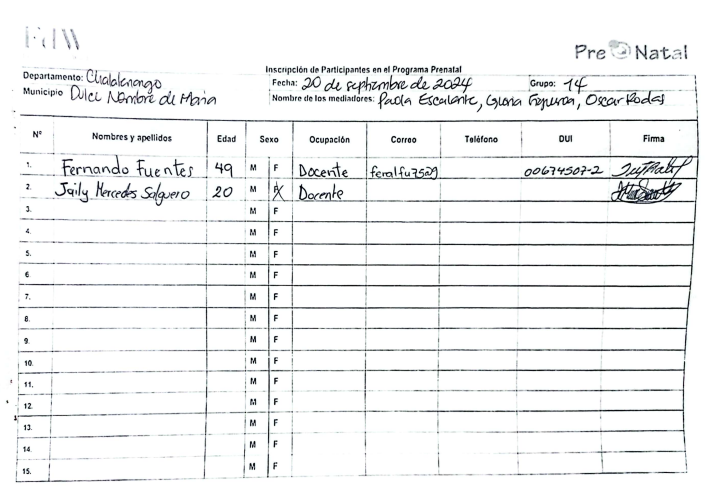 FdW
Pre Natal
Inscripción de Participantes en el Programa Prenatal
Departamento: Chalatenango
Fecha: 20 de septiembre de 2024
Grupo: 14
Municipio Dulce Nombre de María
Nombre de los mediadores: Paola Escalante, Gloria Figueroa, Oscar Rodas
Nº Nombres y apellidos Edad Sexo Ocupación Correo Teléfono DUI Firma
1. Fernando Fuentes 49 M F Docente feralfu75@g 00674507-2
2. Jaily Mercedes Salguero 20 M F Docente
3. M F
4. M F
5. M F
6 M F
7. M F
8. M F
9. M F
10. M F
11. M F
12. M F
13. M F
14. M F
15. M F